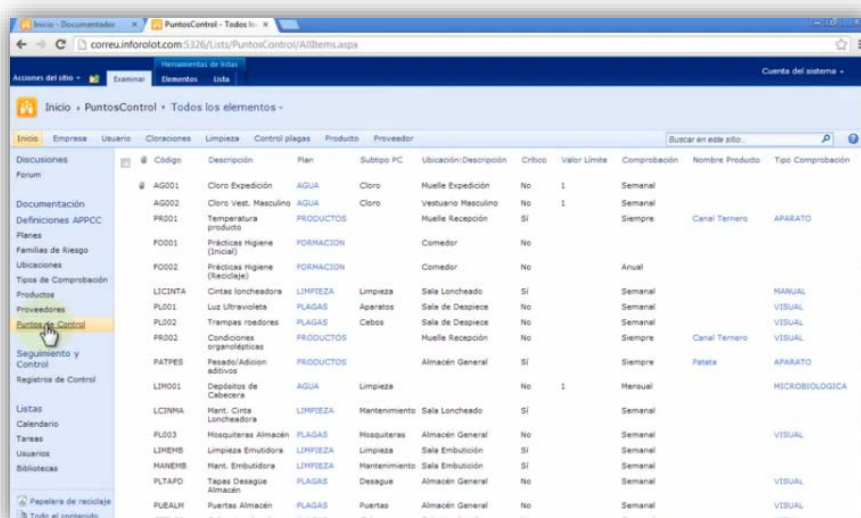 Inicio - Documentador
PuntosControl - Todos lo
correu.inforolot.com:5326/Lists/PuntosControl/AllItems.aspx
Herramientas de listas
Acciones del sitio
Examinar
Elementos
Lista
Cuenta del sistema
Inicio
PuntosControl
Todos los elementos
Inicio Empresa Usuario Cloraciones Limpieza Control plagas Producto Proveedor
Buscar en este sitio...
Discusiones
Forum
Documentación
Definiciones APPCC
Planes
Familias de Riesgo
Ubicaciones
Tipos de Comprobación
Productos
Proveedores
Puntos de Control
Seguimiento y
Control
Registros de Control
Listas
Calendario
Tareas
Usuarios
Bibliotecas
Papelera de reciclaje
Todo el contenido
Código Descripción Plan Subtipo PC Ubicación:Descripción Crítico Valor Límite Comprobación Nombre Producto Tipo Comprobación
AG001 Cloro Expedición AGUA Cloro Muelle Expedición No 1 Semanal
AG002 Cloro Vest. Masculino AGUA Cloro Vestuario Masculino No 1 Semanal
PR001 Temperatura PRODUCTOS Muelle Recepción Sí Siempre Canal Ternero APARATO
producto
FO001 Prácticas Higiene FORMACION Comedor No
(Inicial)
FO002 Prácticas Higiene FORMACION Comedor No Anual
(Reciclaje)
LICINTA Cintas loncheado LIMPIEZA Limpieza Sala Loncheado Sí Semanal MANUAL
PL001 Luz Ultravioleta PLAGAS Aparatos Sala de Despiece No Semanal VISUAL
PL002 Trampas roedores PLAGAS Cebos Sala de Despiece No Semanal VISUAL
PR002 Condiciones PRODUCTOS Muelle Recepción No Siempre Canal Ternero VISUAL
organolépticas
PATPES Pesado/Adicion PRODUCTOS Almacén General Sí Siempre Patata APARATO
aditivos
LIM001 Depósitos de AGUA Limpieza No 1 Mensual MICROBIOLOGICA
Cabecera
LCINMA Mant. Cinta LIMPIEZA Mantenimiento Sala Loncheado Sí Semanal
Loncheadora
PL003 Mosquiteras Almacén PLAGAS Mosquiteras Almacén General No Semanal VISUAL
LIMEMB Limpieza Emutidora LIMPIEZA Limpieza Sala Embutición Sí Semanal
MANEMB Mant. Embutidora LIMPIEZA Mantenimiento Sala Embutición Sí Semanal
PLTAPD Tapas Desagüe PLAGAS Desague Almacén General No Semanal VISUAL
Almacén
PUEALM Puertas Almacén PLAGAS Puertas Almacén General No Semanal VISUAL